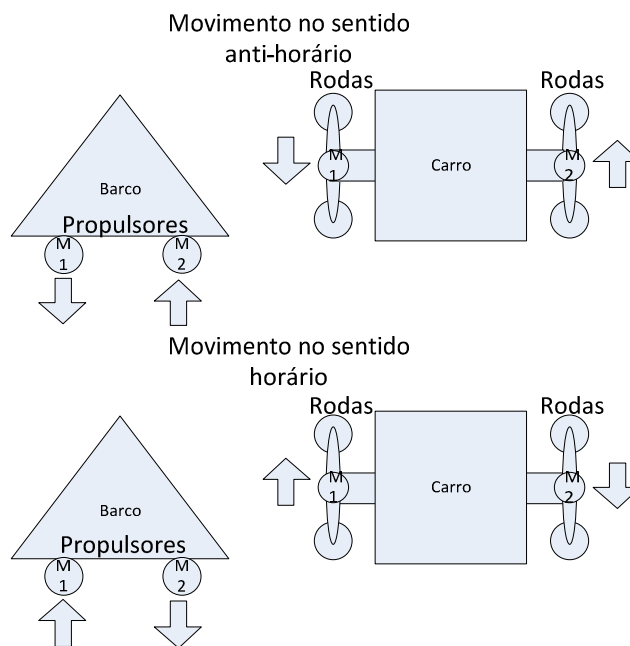 Movimento no sentido
anti-horário
Rodas
Rodas
Barco
Propulsores
M
1
M
2
M
1
Carro
M
2
Movimento no sentido
horário
Rodas
Rodas
Barco
Propulsores
M
1
M
2
M
1
Carro
M
2